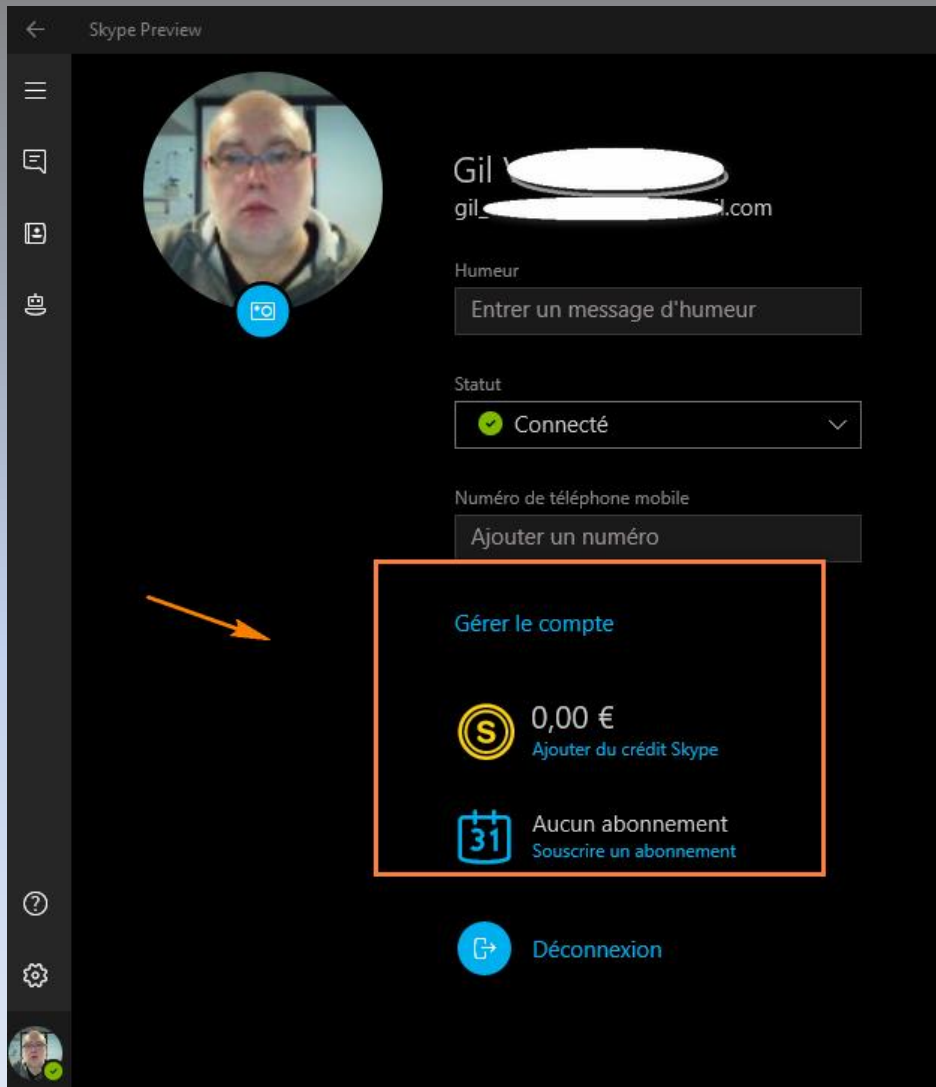 Skype Preview
Gil
gil_ l.com
Humeur
Entrer un message d'humeur
Statut
Connecté
Numéro de téléphone mobile
Ajouter un numéro
Gérer le compte
S
0,00 €
Ajouter du crédit Skype
31
Aucun abonnement
Souscrire un abonnement
Déconnexion